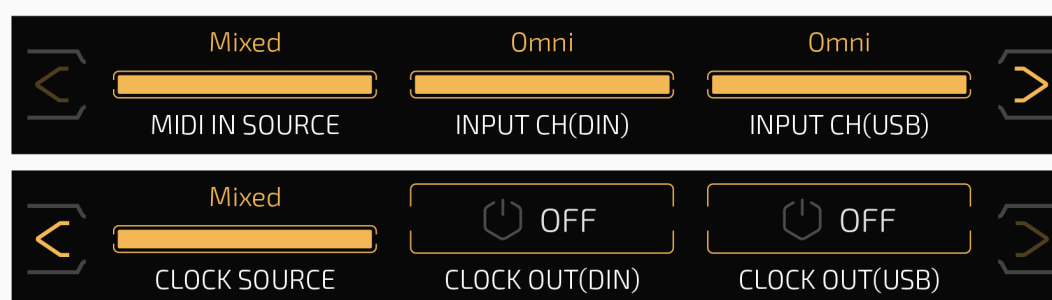 Mixed Omni Omni
MIDI IN SOURCE INPUT CH(DIN) INPUT CH(USB)
Mixed OFF OFF
CLOCK SOURCE CLOCK OUT(DIN) CLOCK OUT(USB)